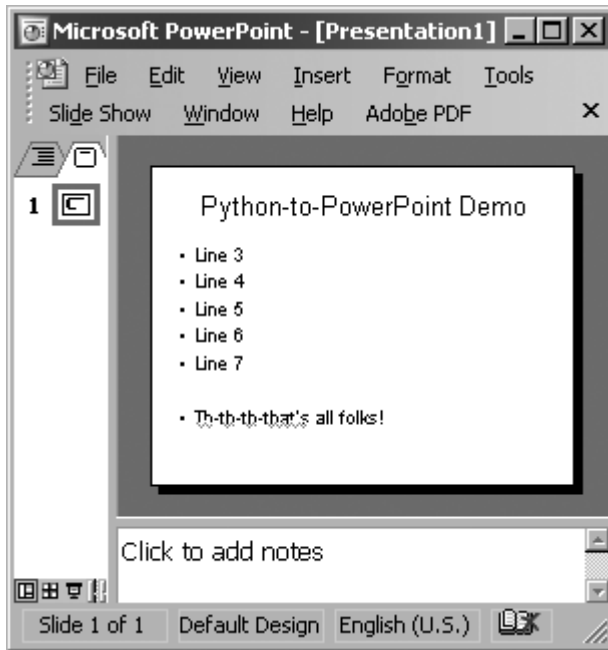 Microsoft PowerPoint - [Presentation1]
File Edit View Insert Format Tools
Slide Show Window Help Adobe PDF
1
Python-to-PowerPoint Demo
• Line 3
• Line 4
• Line 5
• Line 6
• Line 7
• Th-th-th-that's all folks!
Click to add notes
Slide 1 of 1 Default Design English (U.S.)